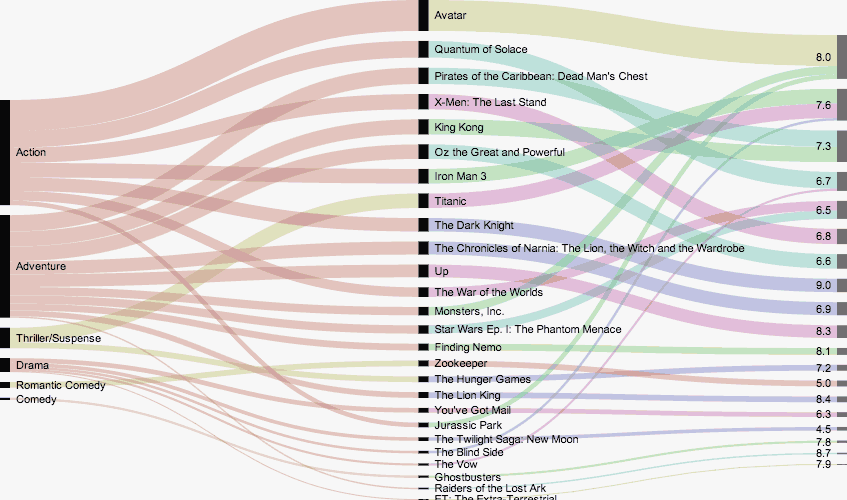 Action
Adventure
Thriller/Suspense
Drama
Romantic Comedy
Comedy
Avatar
Quantum of Solace
Pirates of the Caribbean: Dead Man's Chest
X-Men: The Last Stand
King Kong
Oz the Great and Powerful
Iron Man 3
Titanic
The Dark Knight
The Chronicles of Narnia: The Lion, the Witch and the Wardrobe
Up
The War of the Worlds
Monsters, Inc.
Star Wars Ep. I: The Phantom Menace
Finding Nemo
Zookeeper
The Hunger Games
The Lion King
You've Got Mail
Jurassic Park
The Twilight Saga: New Moon
The Blind Side
The Vow
Ghostbusters
Raiders of the Lost Ark
ET: The Extra-Terrestrial
8.0
7.6
7.3
6.7
6.5
6.8
6.6
9.0
6.9
8.3
8.1
7.2
5.0
8.4
6.3
4.5
7.8
8.7
7.9